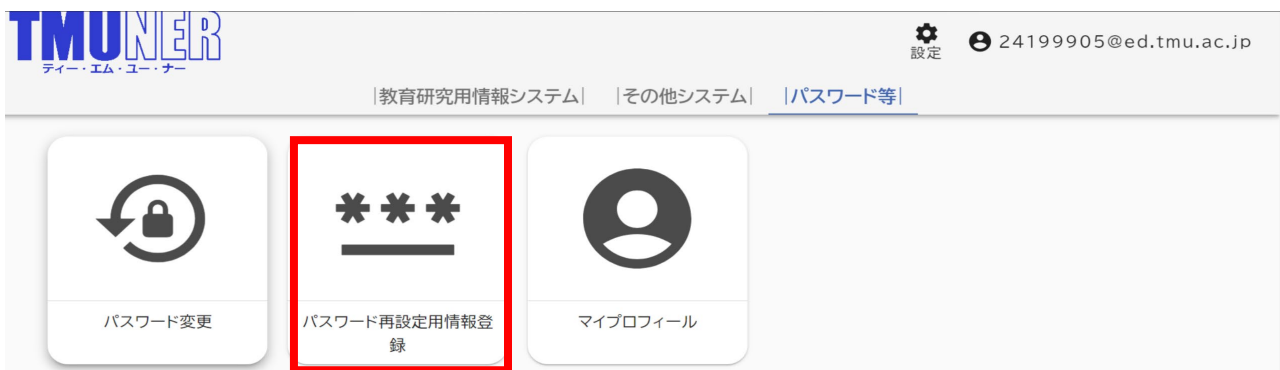 TMUNER
ティー・エム・ユー・ナー
設定
24199905@ed.tmu.ac.jp
|教育研究用情報システム| |その他システム| |パスワード等|
***
パスワード変更
パスワード再設定用情報登
録
マイプロフィール